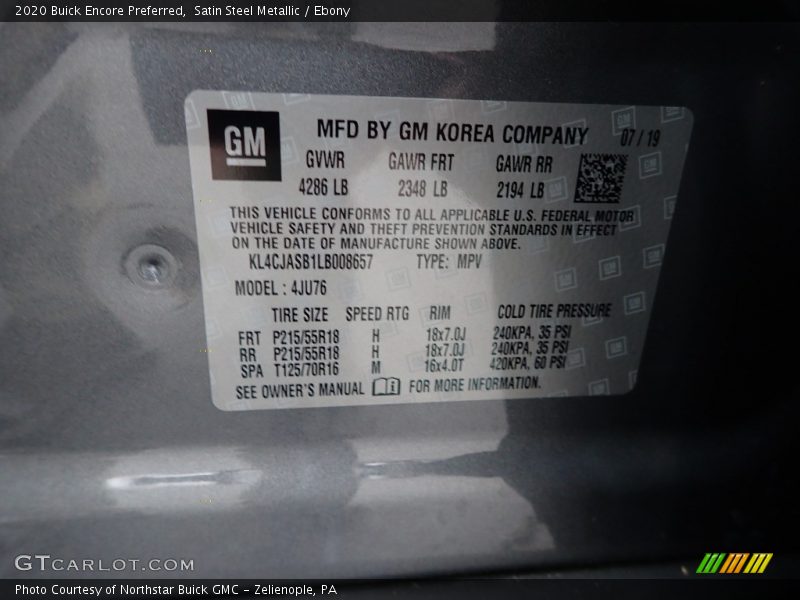 2020 Buick Encore Preferred,  Satin Steel Metallic / Ebony
GM
MFD BY GM KOREA COMPANY 07 / 19
GVWR GAWR FRT GAWR RR
4286 LB 2348 LB 2194 LB
THIS VEHICLE CONFORMS TO ALL APPLICABLE U.S. FEDERAL MOTOR
VEHICLE SAFETY AND THEFT PREVENTION STANDARDS IN EFFECT
ON THE DATE OF MANUFACTURE SHOWN ABOVE.
KL4CJASB1LB008657 TYPE: MPV
MODEL : 4JU76
TIRE SIZE SPEED RTG RIM COLD TIRE PRESSURE
FRT P215/55R18 H 18x7.0J 240KPA, 35 PSI
RR P215/55R18 H 18x7.0J 240KPA, 35 PSI
SPA T125/70R16 M 16x4.0T 420KPA, 60 PSI
SEE OWNER'S MANUAL FOR MORE INFORMATION.
GTCARLOT.COM
Photo Courtesy of Northstar Buick GMC – Zelienople, PA